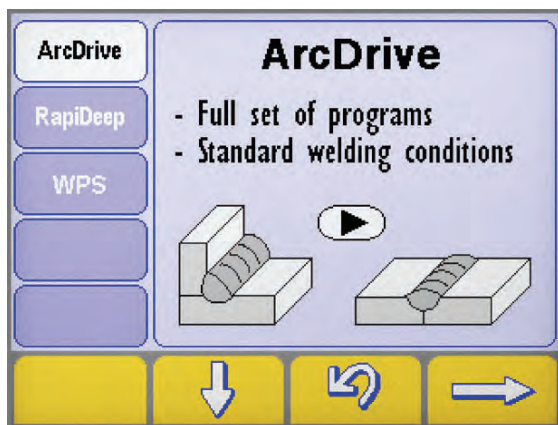 ArcDrive
RapiDeep
WPS
ArcDrive
- Full set of programs
- Standard welding conditions